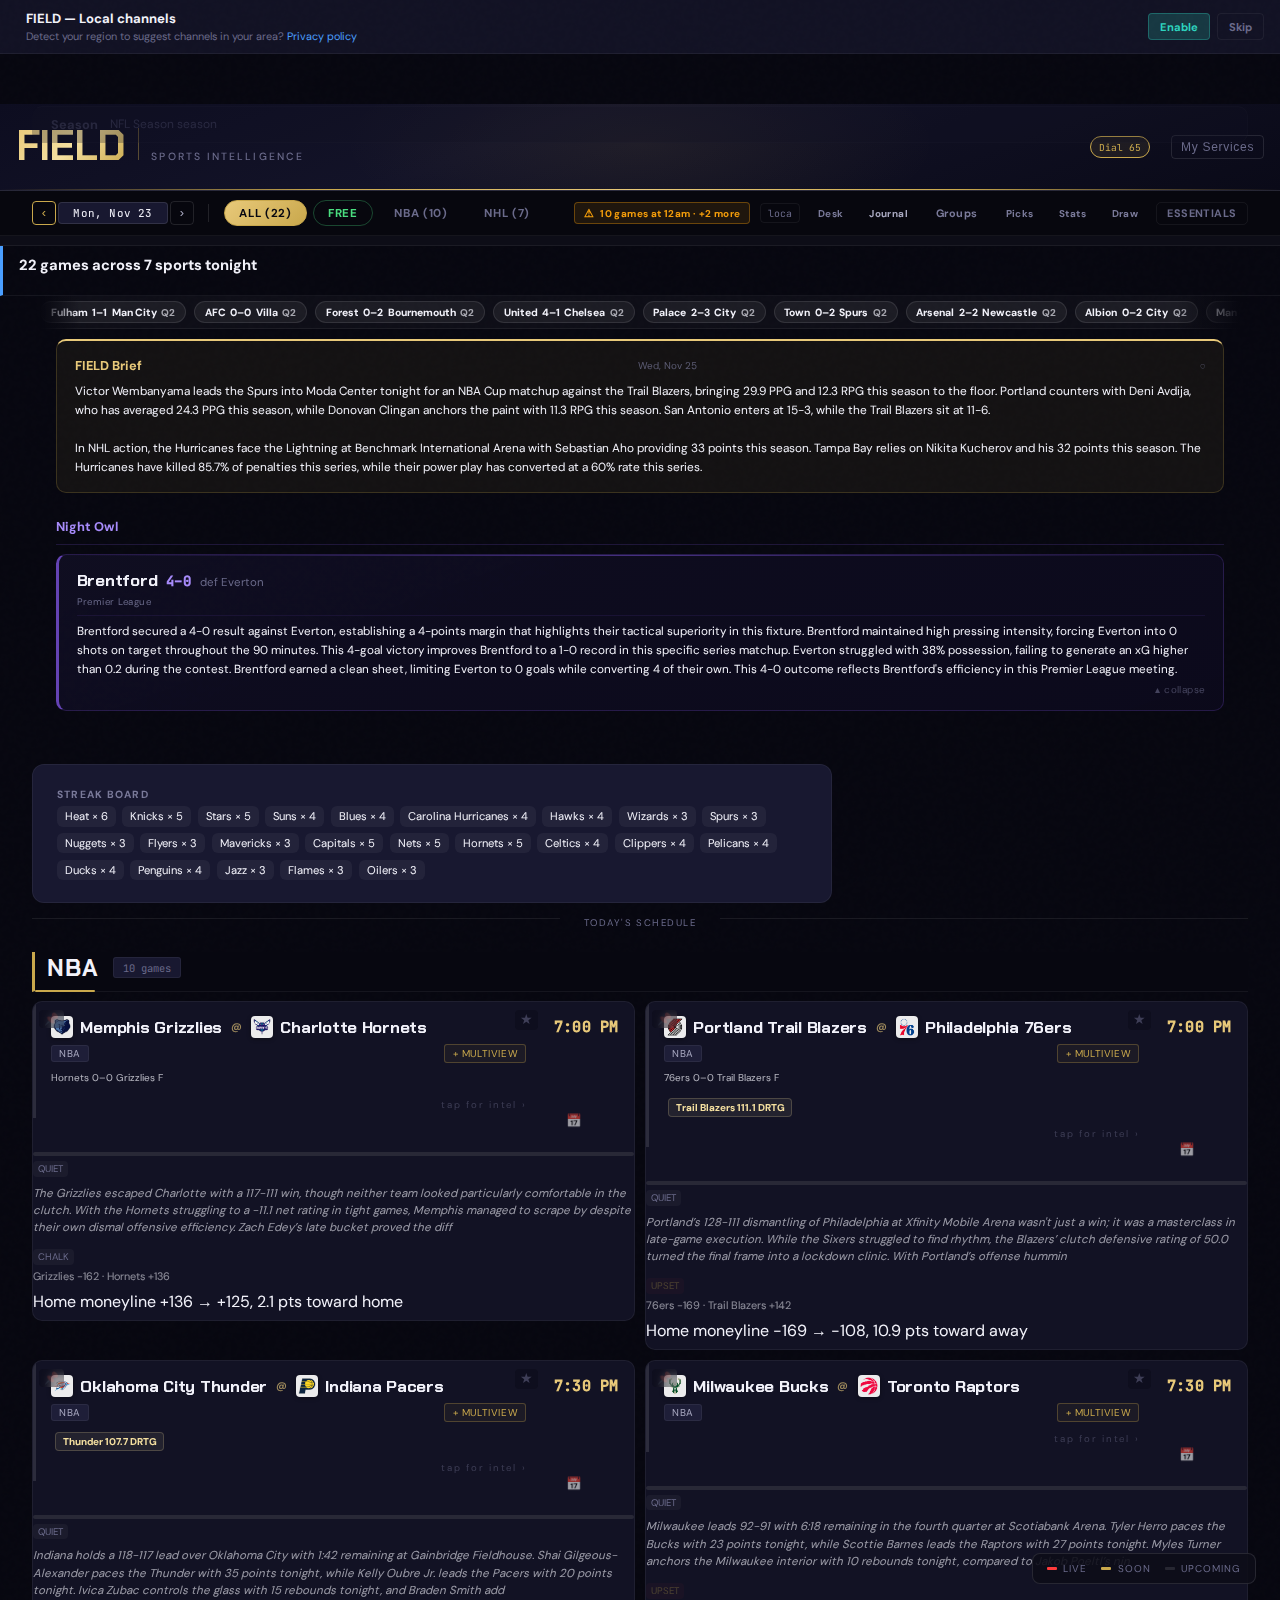 FIELD — Local channels
Detect your region to suggest channels in your area? Privacy policy
Enable
Skip
Season NFL Season season
FIELD
SPORTS INTELLIGENCE
Dial 65
My Services
‹ Mon, Nov 23 ›
ALL (22)
FREE
NBA (10)
NHL (7)
⚠ 10 games at 12am · +2 more
loca
Desk
Journal
Groups
Picks
Stats
Draw
ESSENTIALS
22 games across 7 sports tonight
Fulham 1–1 Man City Q2
AFC 0–0 Villa Q2
Forest 0–2 Bournemouth Q2
United 4–1 Chelsea Q2
Palace 2–3 City Q2
Town 0–2 Spurs Q2
Arsenal 2–2 Newcastle Q2
Albion 0–2 City Q2
Man
FIELD Brief
Wed, Nov 25
Victor Wembanyama leads the Spurs into Moda Center tonight for an NBA Cup matchup against the Trail Blazers, bringing 29.9 PPG and 12.3 RPG this season to the floor. Portland counters with Deni Avdija,
who has averaged 24.3 PPG this season, while Donovan Clingan anchors the paint with 11.3 RPG this season. San Antonio enters at 15-3, while the Trail Blazers sit at 11-6.
In NHL action, the Hurricanes face the Lightning at Benchmark International Arena with Sebastian Aho providing 33 points this season. Tampa Bay relies on Nikita Kucherov and his 32 points this season. The
Hurricanes have killed 85.7% of penalties this series, while their power play has converted at a 60% rate this series.
Night Owl
Brentford 4-0 def Everton
Premier League
Brentford secured a 4-0 result against Everton, establishing a 4-points margin that highlights their tactical superiority in this fixture. Brentford maintained high pressing intensity, forcing Everton into 0
shots on target throughout the 90 minutes. This 4-goal victory improves Brentford to a 1-0 record in this specific series matchup. Everton struggled with 38% possession, failing to generate an xG higher
than 0.2 during the contest. Brentford earned a clean sheet, limiting Everton to 0 goals while converting 4 of their own. This 4-0 outcome reflects Brentford's efficiency in this Premier League meeting.
▴ collapse
STREAK BOARD
Heat × 6
Knicks × 5
Stars × 5
Suns × 4
Blues × 4
Carolina Hurricanes × 4
Hawks × 4
Wizards × 3
Spurs × 3
Nuggets × 3
Flyers × 3
Mavericks × 3
Capitals × 5
Nets × 5
Hornets × 5
Celtics × 4
Clippers × 4
Pelicans × 4
Ducks × 4
Penguins × 4
Jazz × 3
Flames × 3
Oilers × 3
TODAY'S SCHEDULE
NBA 10 games
Memphis Grizzlies @ Charlotte Hornets ★ 7:00 PM
NBA
+ MULTIVIEW
Hornets 0–0 Grizzlies F
tap for intel ›
QUIET
The Grizzlies escaped Charlotte with a 117-111 win, though neither team looked particularly comfortable in the
clutch. With the Hornets struggling to a -11.1 net rating in tight games, Memphis managed to scrape by despite
their own dismal offensive efficiency. Zach Edey's late bucket proved the diff
CHALK
Grizzlies -162 · Hornets +136
Home moneyline +136 → +125, 2.1 pts toward home
Portland Trail Blazers @ Philadelphia 76ers ★ 7:00 PM
NBA
+ MULTIVIEW
76ers 0–0 Trail Blazers F
Trail Blazers 111.1 DRTG
tap for intel ›
QUIET
Portland's 128-111 dismantling of Philadelphia at Xfinity Mobile Arena wasn't just a win; it was a masterclass in
late-game execution. While the Sixers struggled to find rhythm, the Blazers' clutch defensive rating of 50.0
turned the final frame into a lockdown clinic. With Portland's offense hummin
UPSET
76ers -169 · Trail Blazers +142
Home moneyline -169 → -108, 10.9 pts toward away
Oklahoma City Thunder @ Indiana Pacers ★ 7:30 PM
NBA
+ MULTIVIEW
Thunder 107.7 DRTG
tap for intel ›
QUIET
Indiana holds a 118-117 lead over Oklahoma City with 1:42 remaining at Gainbridge Fieldhouse. Shai Gilgeous-
Alexander paces the Thunder with 35 points tonight, while Kelly Oubre Jr. leads the Pacers with 20 points
tonight. Ivica Zubac controls the glass with 15 rebounds tonight, and Braden Smith add
Milwaukee Bucks @ Toronto Raptors ★ 7:30 PM
NBA
+ MULTIVIEW
tap for intel ›
QUIET
Milwaukee leads 92-91 with 6:18 remaining in the fourth quarter at Scotiabank Arena. Tyler Herro paces the
Bucks with 23 points tonight, while Scottie Barnes leads the Raptors with 27 points tonight. Myles Turner
anchors the Milwaukee interior with 10 rebounds tonight, compared to
UPSET
LIVE
SOON
UPCOMING